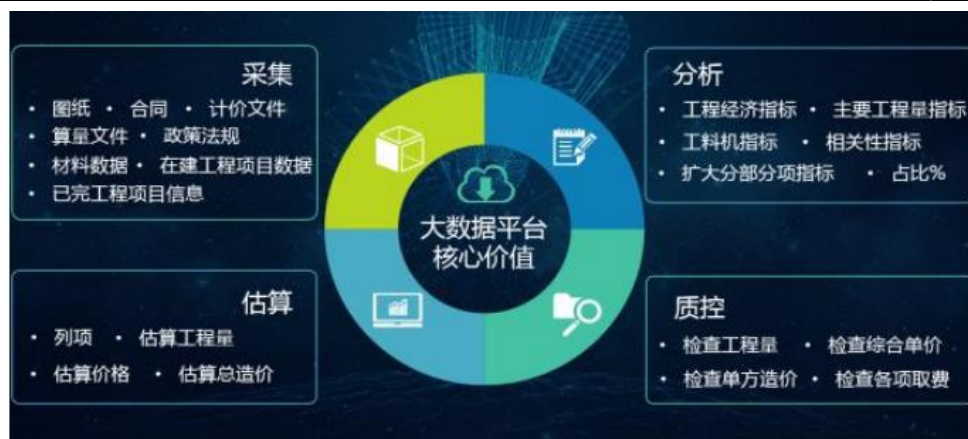 采集
• 图纸 • 合同 • 计价文件
• 算量文件 • 政策法规
• 材料数据 • 在建工程项目数据
• 已完工程项目信息
分析
• 工程经济指标 • 主要工程量指标
• 工料机指标 • 相关性指标
• 扩大分部分项指标 • 占比%
大数据平台
核心价值
估算
• 列项 • 估算工程量
• 估算价格 • 估算总造价
质控
• 检查工程量 • 检查综合单价
• 检查单方造价 • 检查各项取费